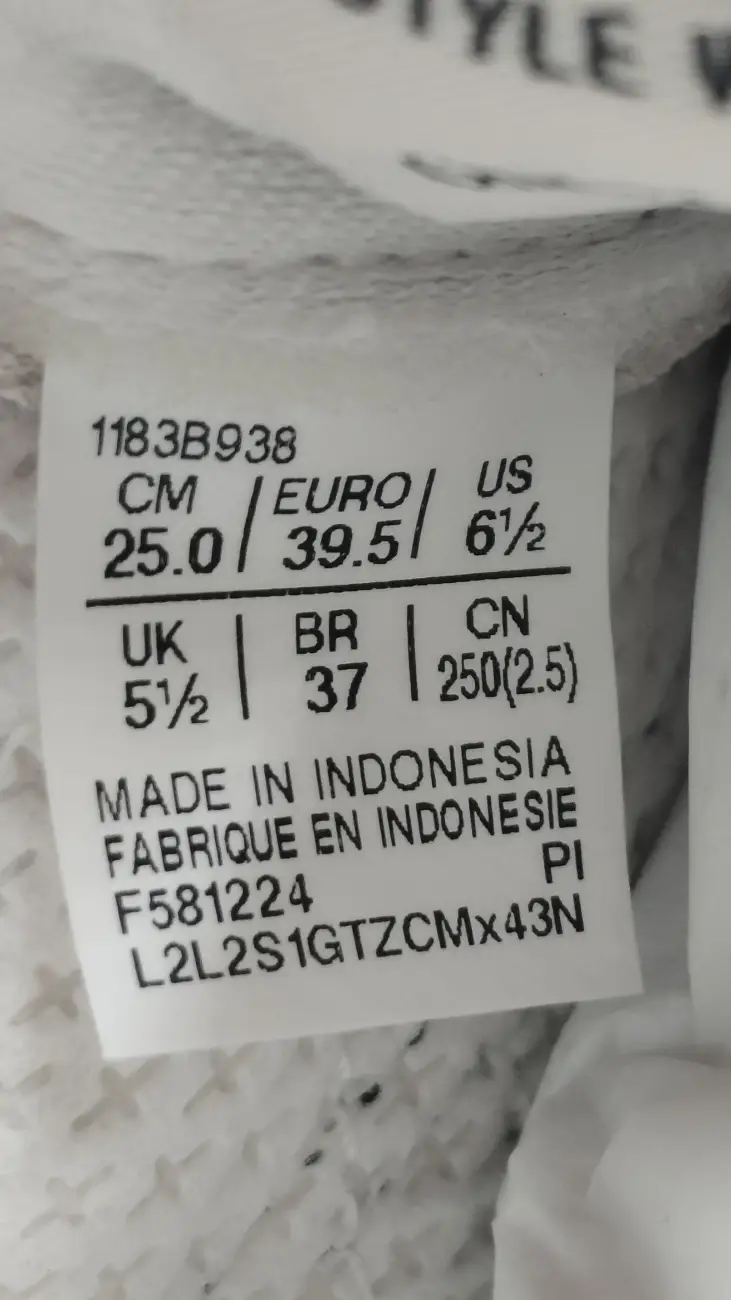 STYLE
1183B938
CM / EURO / US
25.0 / 39.5 / 6½
UK | BR | CN
5½ | 37 | 250(2.5)
MADE IN INDONESIA
FABRIQUE EN INDONESIE
F581224 PI
L2L2S1GTZCMx43N